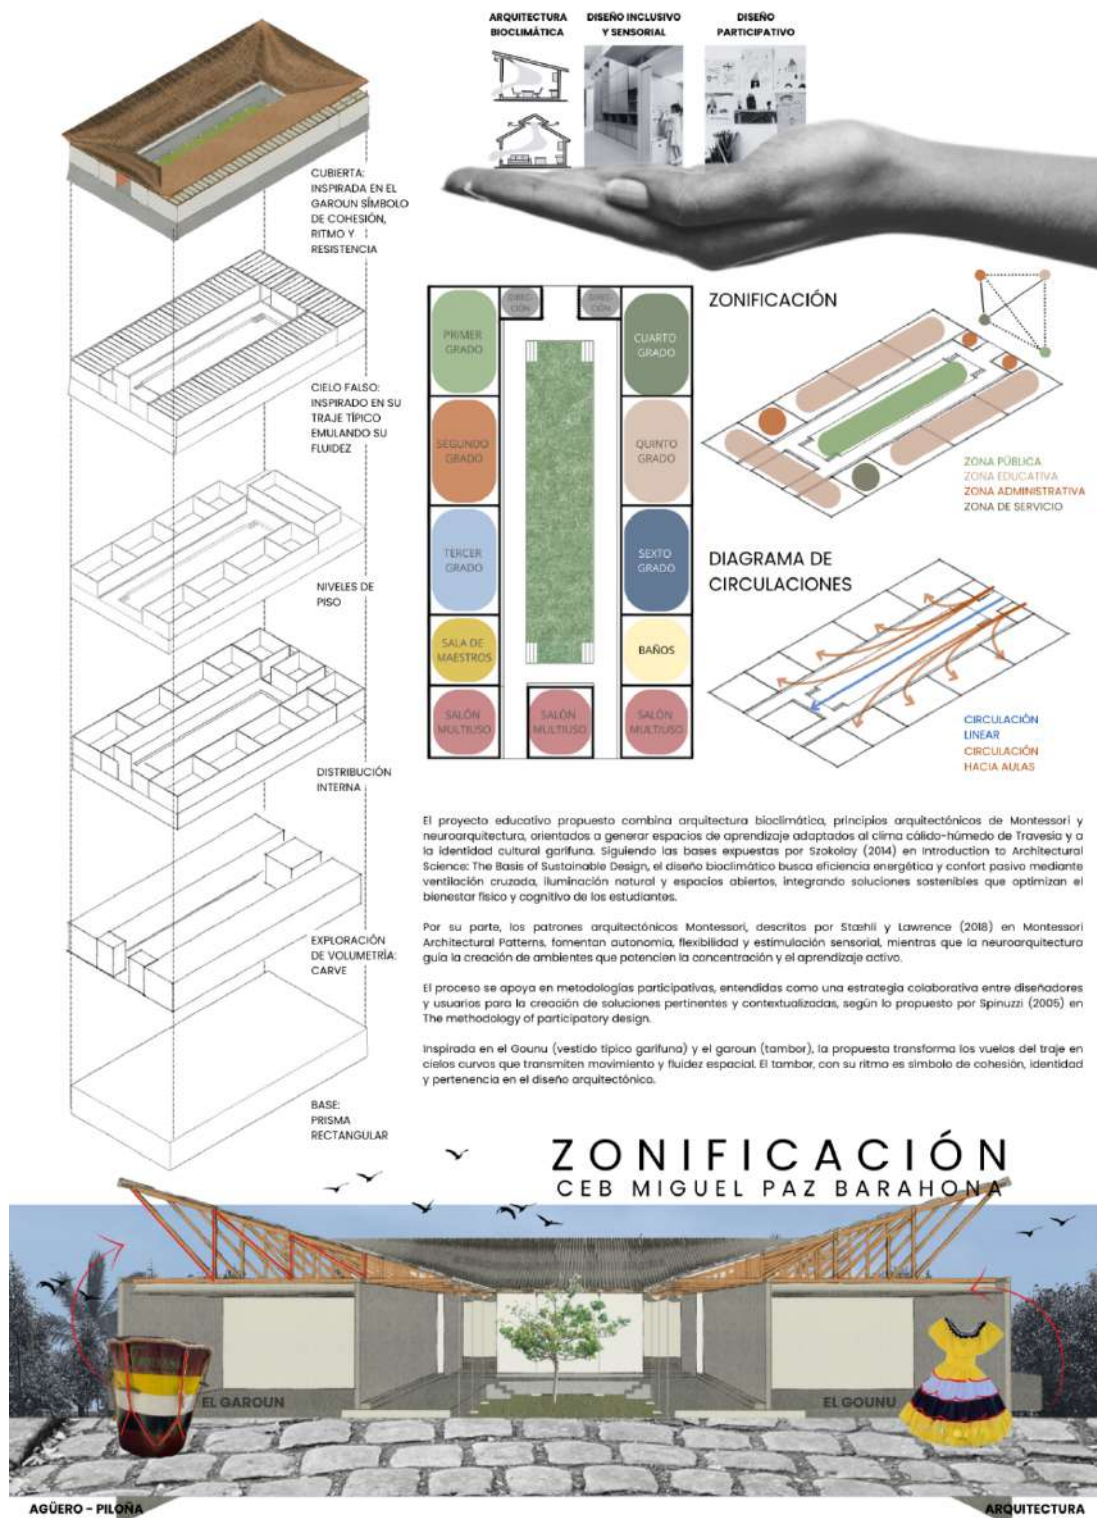 ARQUITECTURA
BIOCLIMÁTICA
DISEÑO INCLUSIVO
Y SENSORIAL
DISEÑO
PARTICIPATIVO
CUBIERTA:
INSPIRADA EN EL
GAROUN SÍMBOLO
DE COHESIÓN,
RITMO Y
RESISTENCIA
CIELO FALSO:
INSPIRADO EN SU
TRAJE TÍPICO
EMULANDO SU
FLUIDEZ
NIVELES DE
PISO
DISTRIBUCIÓN
INTERNA
EXPLORACIÓN
DE VOLUMETRÍA:
CARVE
BASE:
PRISMA
RECTANGULAR
PRIMER
GRADO
DIREC-
CIÓN
DIREC-
CIÓN
CUARTO
GRADO
SEGUNDO
GRADO
QUINTO
GRADO
TERCER
GRADO
SEXTO
GRADO
SALA DE
MAESTROS
BAÑOS
SALÓN
MULTIUSO
SALÓN
MULTIUSO
SALÓN
MULTIUSO
ZONIFICACIÓN
ZONA PÚBLICA
ZONA EDUCATIVA
ZONA ADMINISTRATIVA
ZONA DE SERVICIO
DIAGRAMA DE
CIRCULACIONES
CIRCULACIÓN
LINEAR
CIRCULACIÓN
HACIA AULAS
El proyecto educativo propuesto combina arquitectura bioclimática, principios arquitectónicos de Montessori y
neuroarquitectura, orientados a generar espacios de aprendizaje adaptados al clima cálido-húmedo de Travesía y a
la identidad cultural garífuna. Siguiendo las bases expuestas por Szokolay (2014) en Introduction to Architectural
Science: The Basis of Sustainable Design, el diseño bioclimático busca eficiencia energética y confort pasivo mediante
ventilación cruzada, iluminación natural y espacios abiertos, integrando soluciones sostenibles que optimizan el
bienestar físico y cognitivo de los estudiantes.
Por su parte, los patrones arquitectónicos Montessori, descritos por Stæhli y Lawrence (2018) en Montessori
Architectural Patterns, fomentan autonomía, flexibilidad y estimulación sensorial, mientras que la neuroarquitectura
guía la creación de ambientes que potencien la concentración y el aprendizaje activo.
El proceso se apoya en metodologías participativas, entendidas como una estrategia colaborativa entre diseñadores
y usuarios para la creación de soluciones pertinentes y contextualizadas, según lo propuesto por Spinuzzi (2005) en
The methodology of participatory design.
Inspirada en el Gounu (vestido típico garífuna) y el garoun (tambor), la propuesta transforma los vuelos del traje en
cielos curvos que transmiten movimiento y fluidez espacial. El tambor, con su ritmo es símbolo de cohesión, identidad
y pertenencia en el diseño arquitectónico.
ZONIFICACIÓN
CEB MIGUEL PAZ BARAHONA
EL GAROUN
EL GOUNU
AGÜERO - PILOÑA
ARQUITECTURA